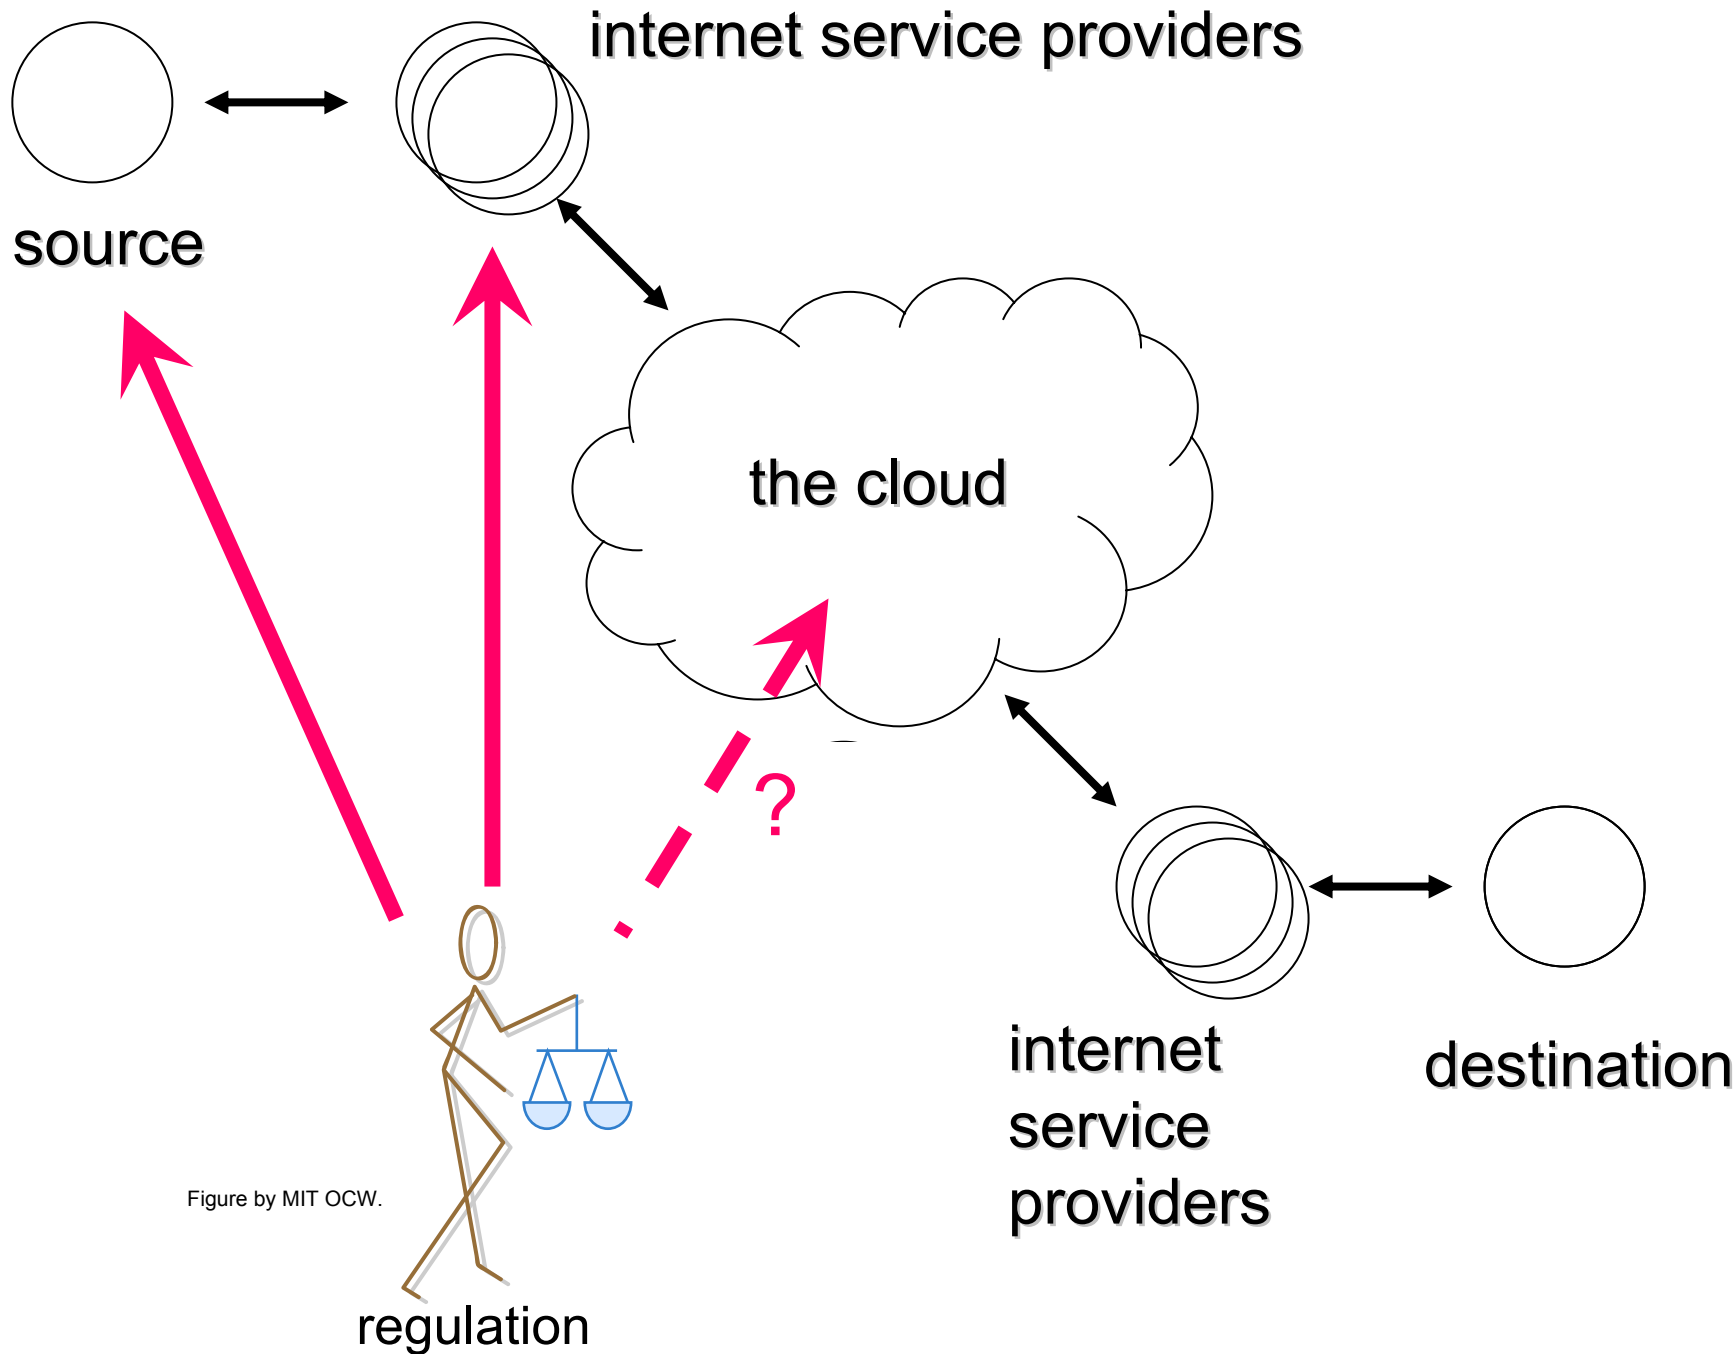 internet service providers
source
the cloud
?
internet
service
providers
destination
Figure by MIT OCW.
regulation